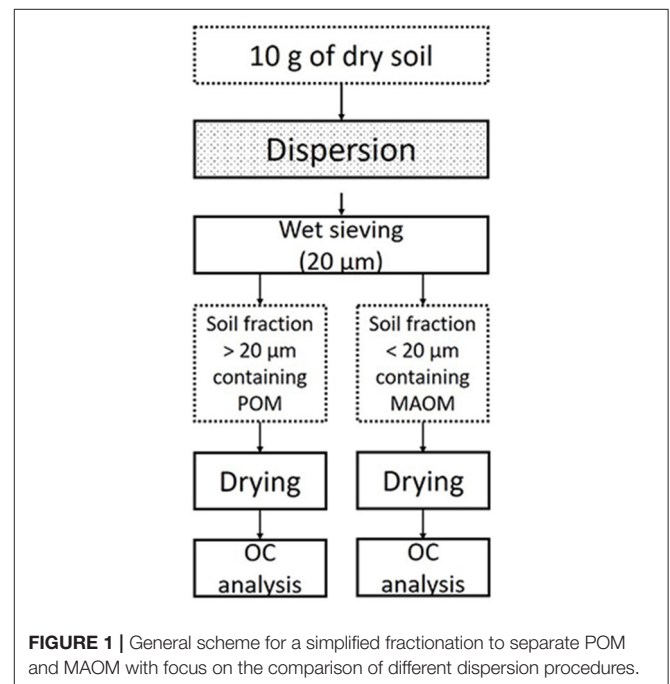 10 g of dry soil
Dispersion
Wet sieving
(20 µm)
Soil fraction
> 20 µm
containing
POM
Soil fraction
< 20 µm
containing
MAOM
Drying
Drying
OC
analysis
OC
analysis
FIGURE 1 | General scheme for a simplified fractionation to separate POM
and MAOM with focus on the comparison of different dispersion procedures.